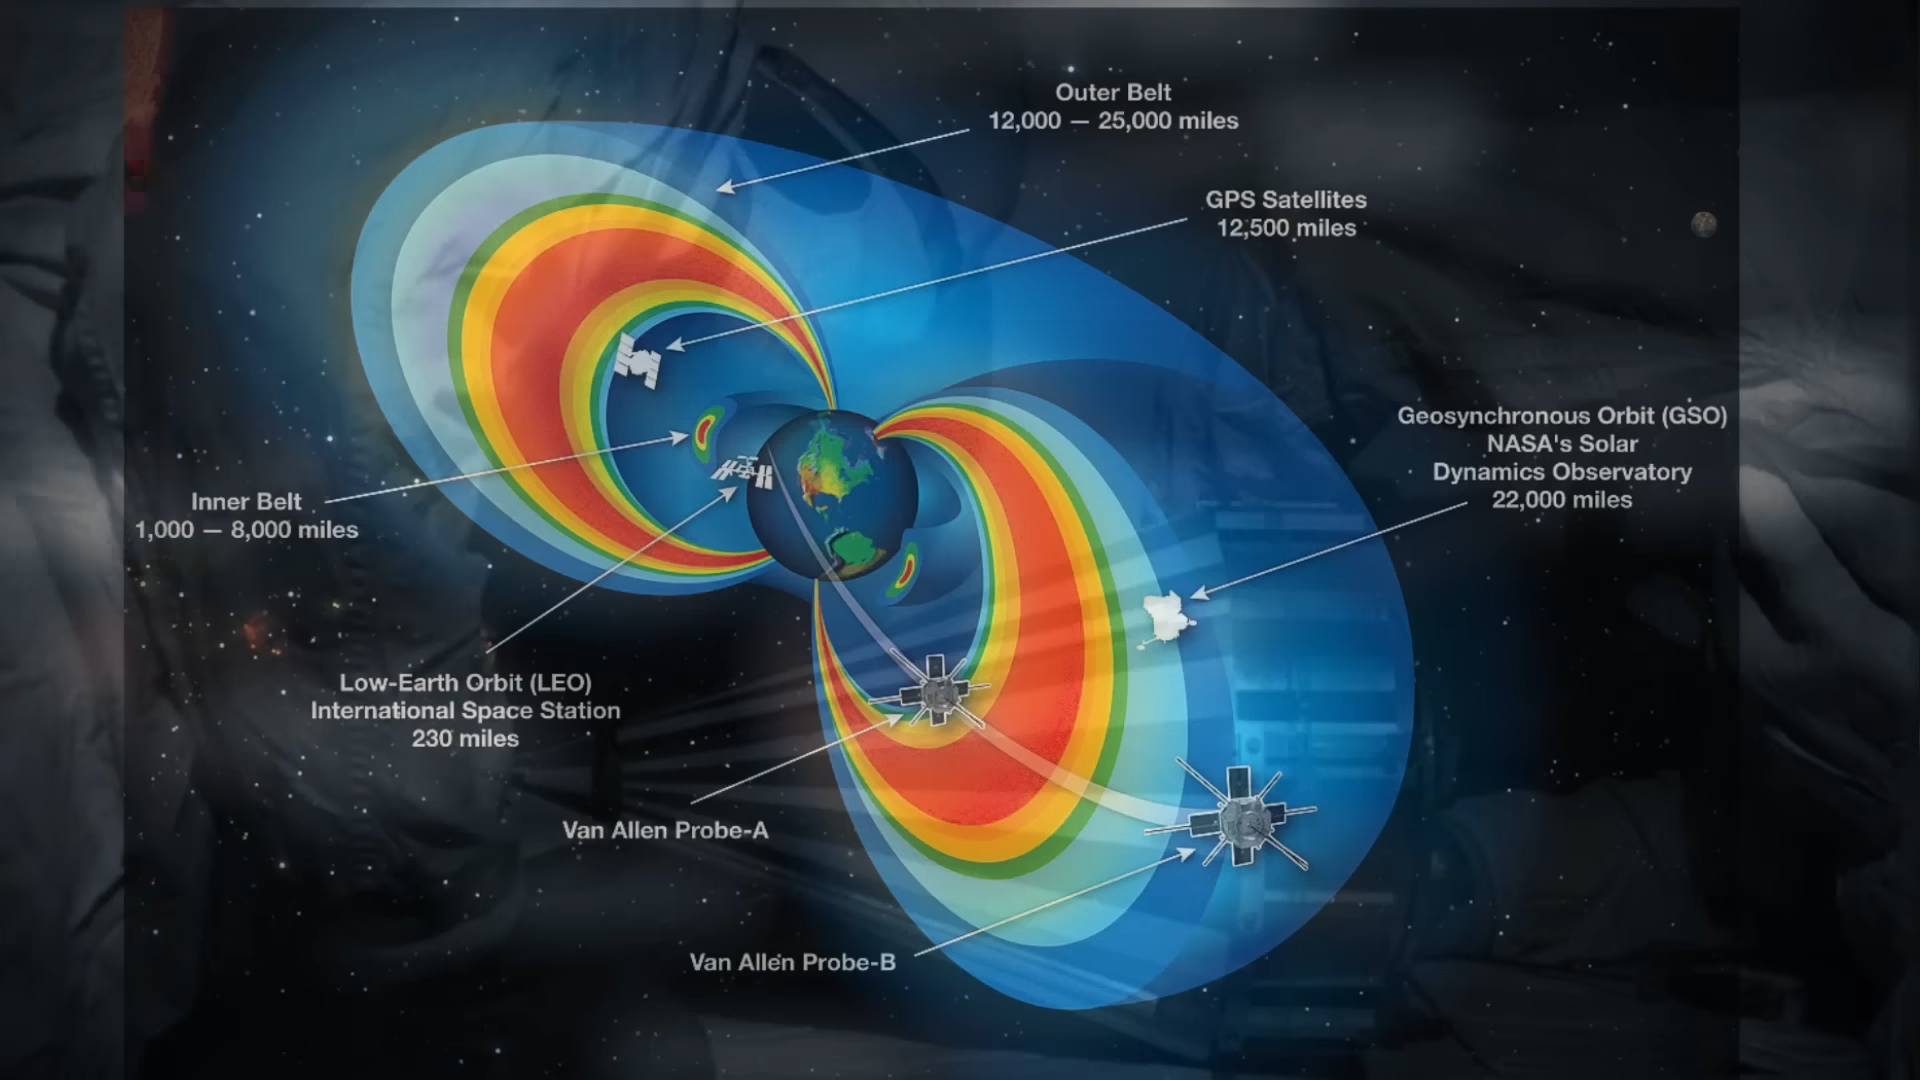 Outer Belt
12,000 — 25,000 miles
GPS Satellites
12,500 miles
Geosynchronous Orbit (GSO)
NASA's Solar
Dynamics Observatory
22,000 miles
Inner Belt
1,000 — 8,000 miles
Low-Earth Orbit (LEO)
International Space Station
230 miles
Van Allen Probe-A
Van Allen Probe-B